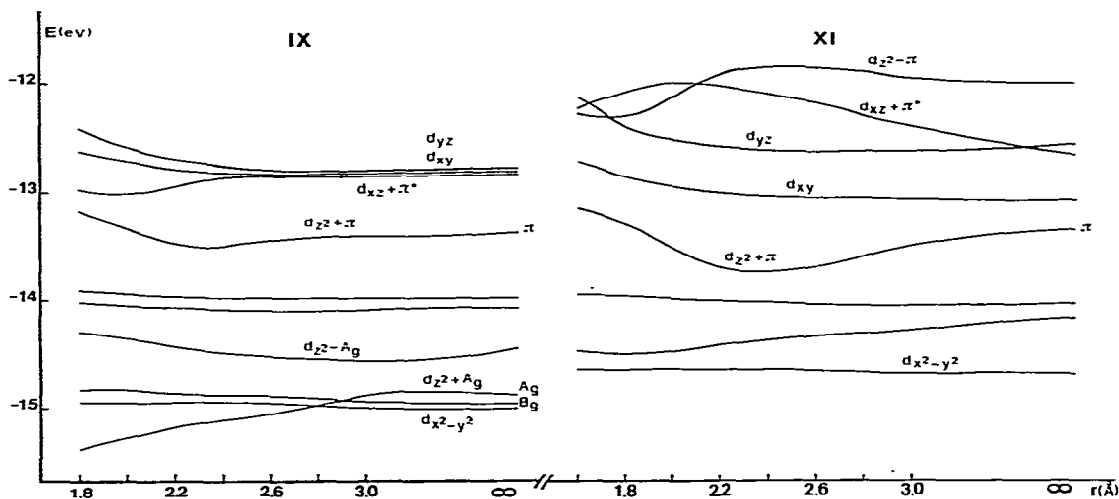 E(ev)
IX
XI
-12
-13
-14
-15
dyz
dxy
dxz+π*
dz²+π
π
dz²-Ag
dz²+Ag
Ag
Bg
dx²-y²
dz²-π
dxz+π*
dyz
dxy
dz²+π
π
dx²-y²
1.8 2.2 2.6 3.0 ∞ 1.8 2.2 2.6 3.0 ∞ r(Å)